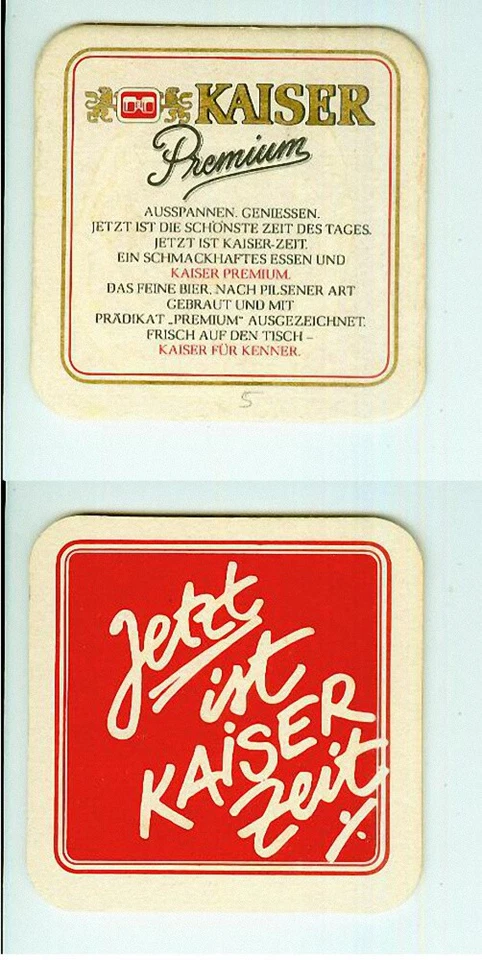 KAISER
Premium
AUSSPANNEN. GENIESSEN.
JETZT IST DIE SCHÖNSTE ZEIT DES TAGES.
JETZT IST KAISER-ZEIT.
EIN SCHMACKHAFTES ESSEN UND
KAISER PREMIUM.
DAS FEINE BIER, NACH PILSENER ART
GEBRAUT UND MIT
PRÄDIKAT „PREMIUM“ AUSGEZEICHNET.
FRISCH AUF DEN TISCH –
KAISER FÜR KENNER.
5
Jetzt
ist
KAiSER
Zeit